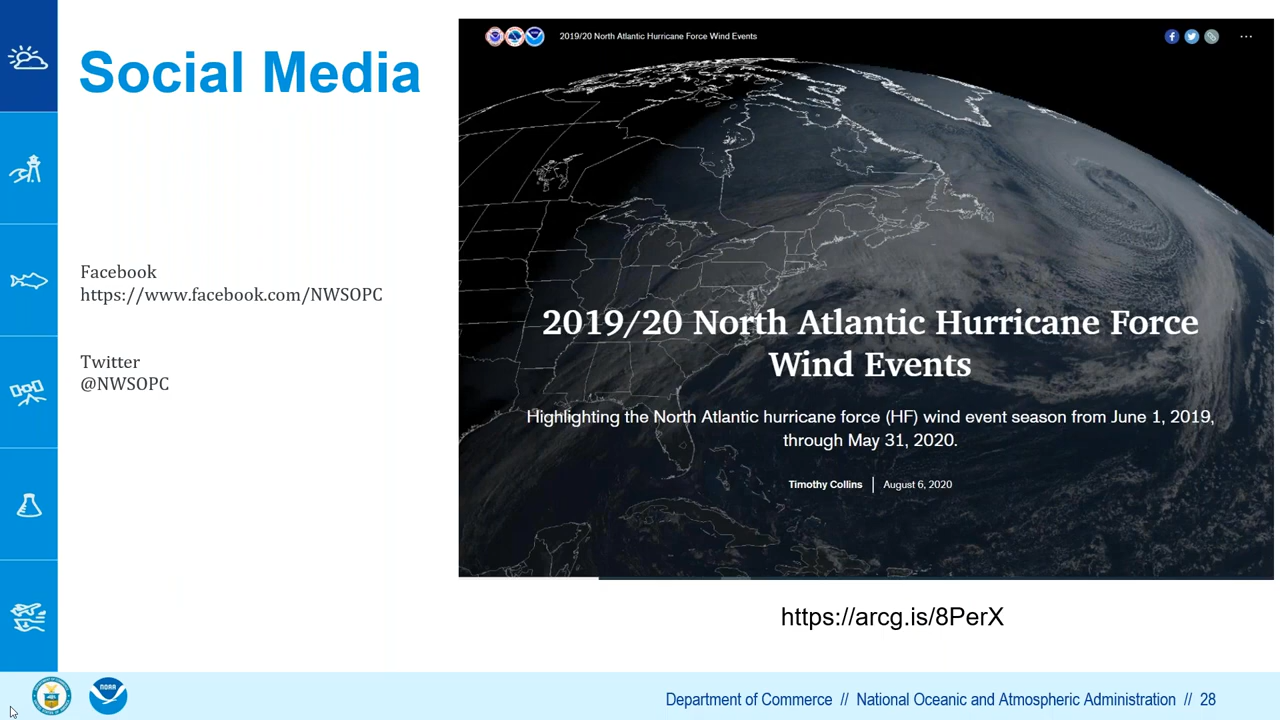 Social Media
Facebook
https://www.facebook.com/NWSOPC
Twitter
@NWSOPC
2019/20 North Atlantic Hurricane Force Wind Events
2019/20 North Atlantic Hurricane Force
Wind Events
Highlighting the North Atlantic hurricane force (HF) wind event season from June 1, 2019,
through May 31, 2020.
Timothy Collins | August 6, 2020
https://arcg.is/8PerX
NOAA
Department of Commerce // National Oceanic and Atmospheric Administration // 28